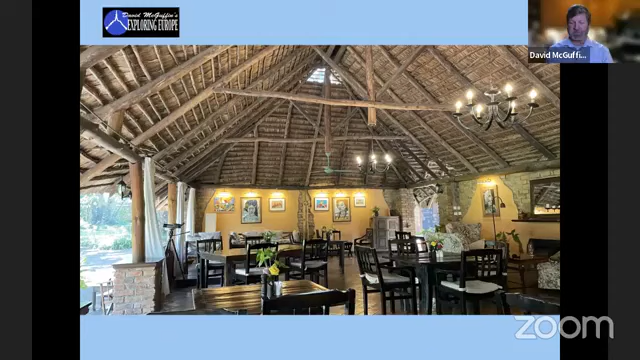 David McGuffin's
EXPLORING EUROPE
David McGuffi...
zoom